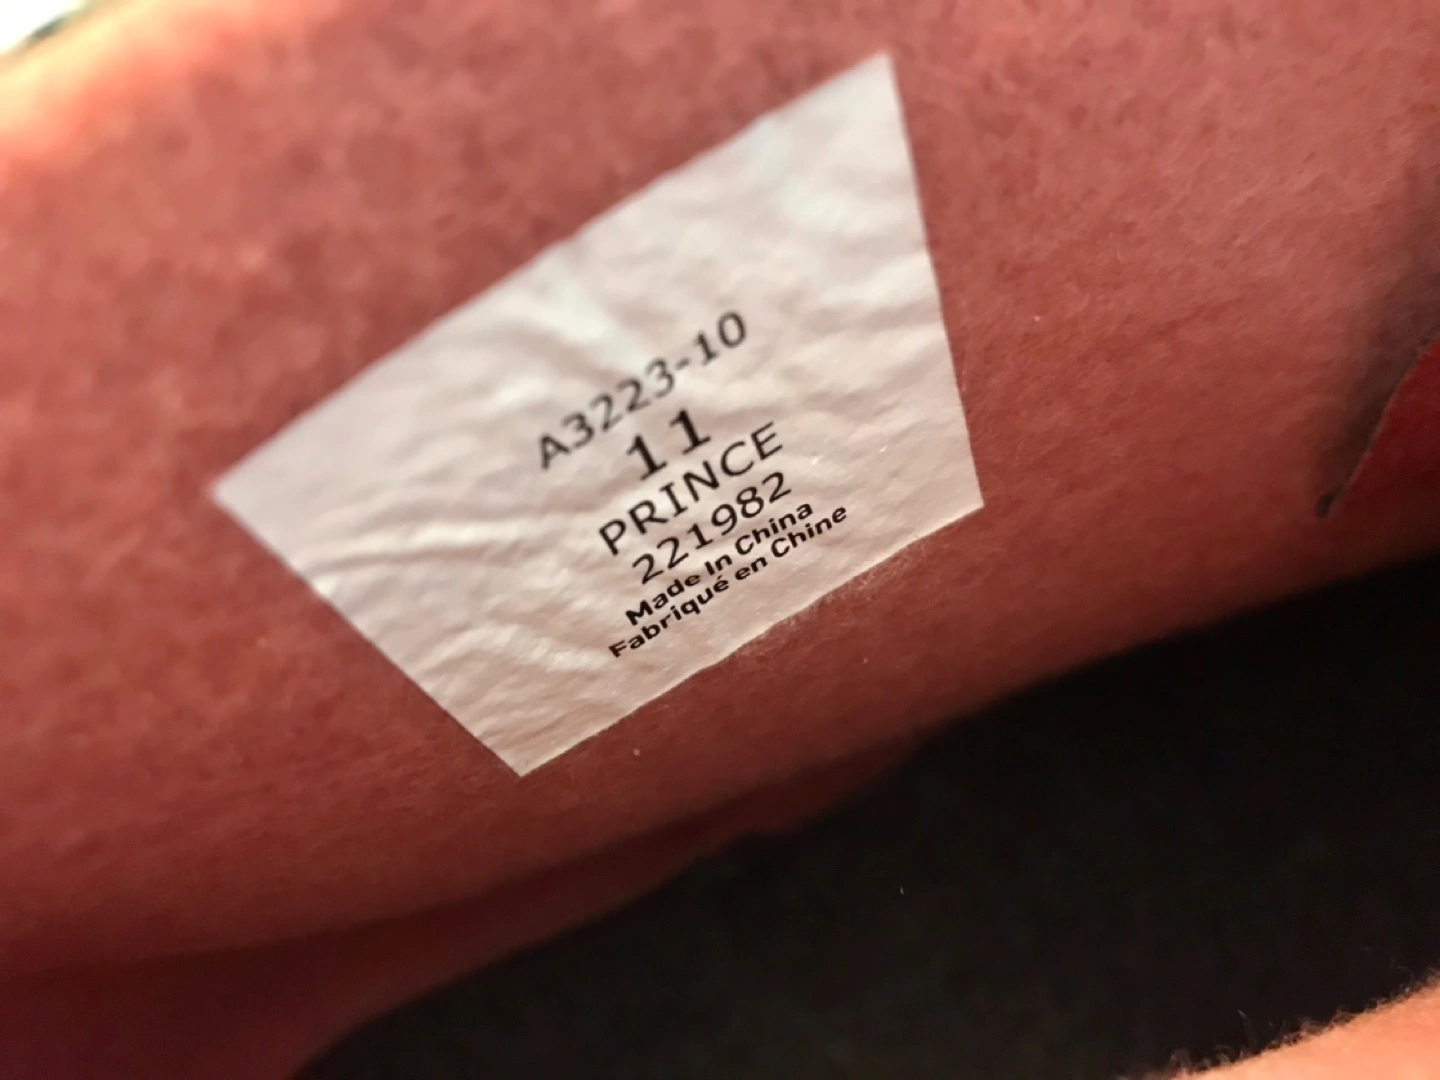 A3223-10
11
PRINCE
221982
Made In China
Fabriqué en Chine